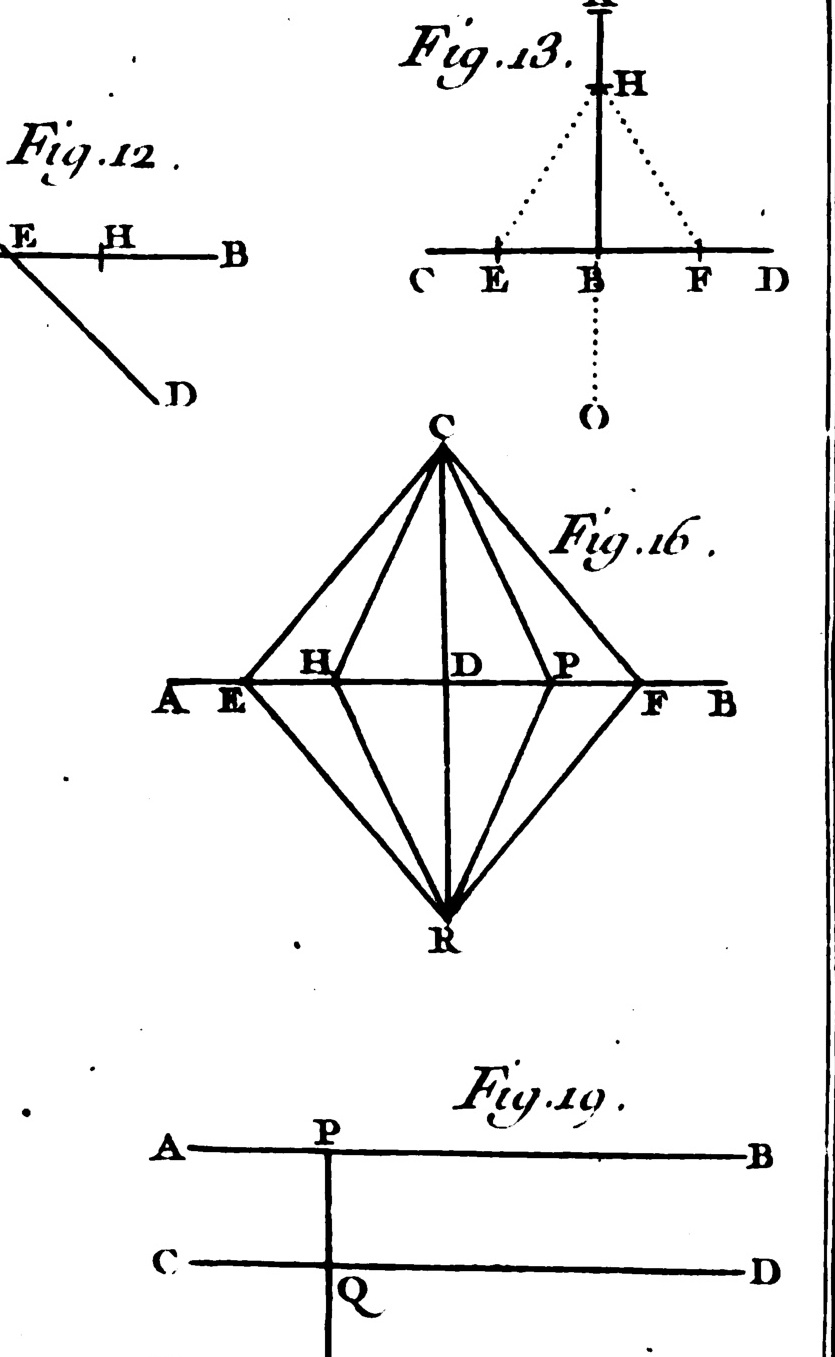 Fig. 13.
H
Fig. 12.
E H B
C E B F D
D
O
C
Fig. 16.
H D P
A E F B
R
Fig. 19.
A P B
C D
Q